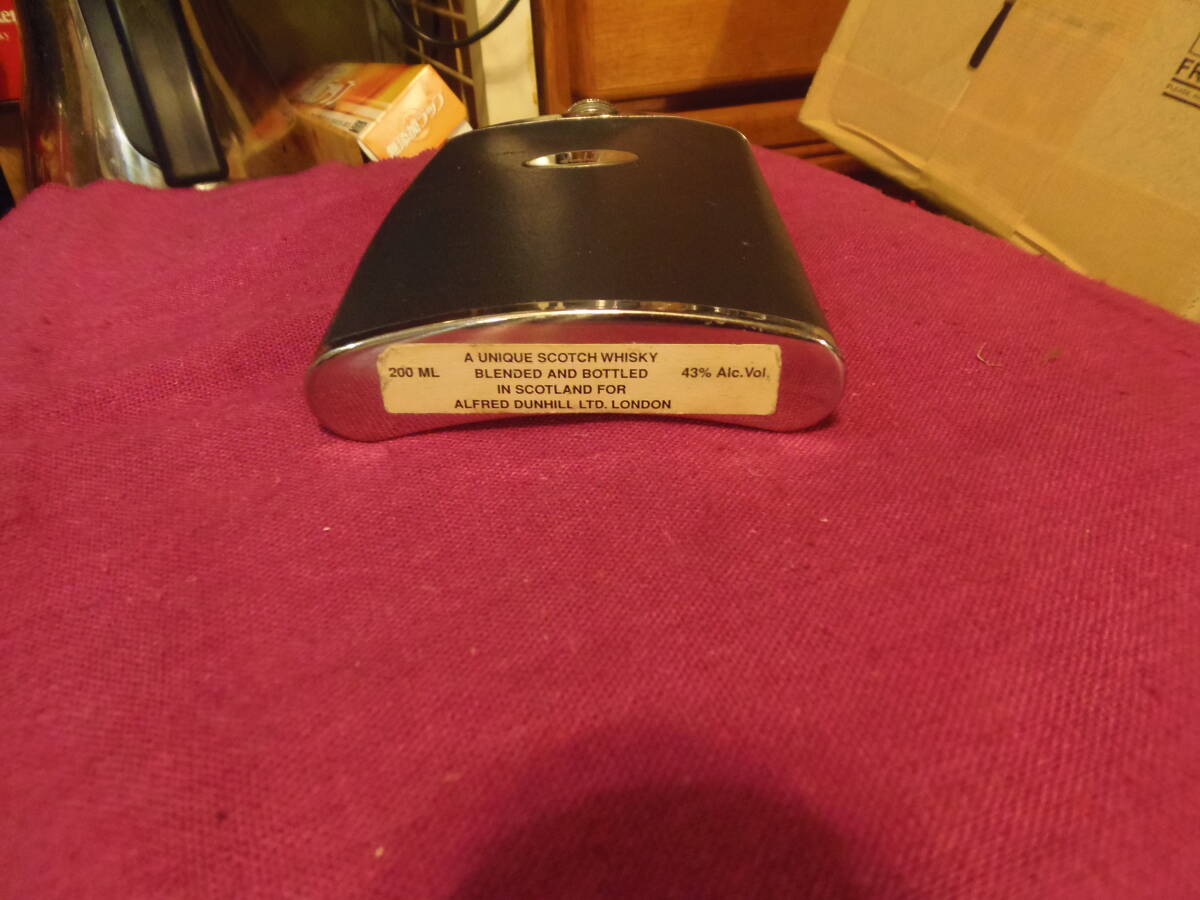 A UNIQUE SCOTCH WHISKY
200 ML BLENDED AND BOTTLED 43% Alc.Vol
IN SCOTLAND FOR
ALFRED DUNHILL LTD. LONDON